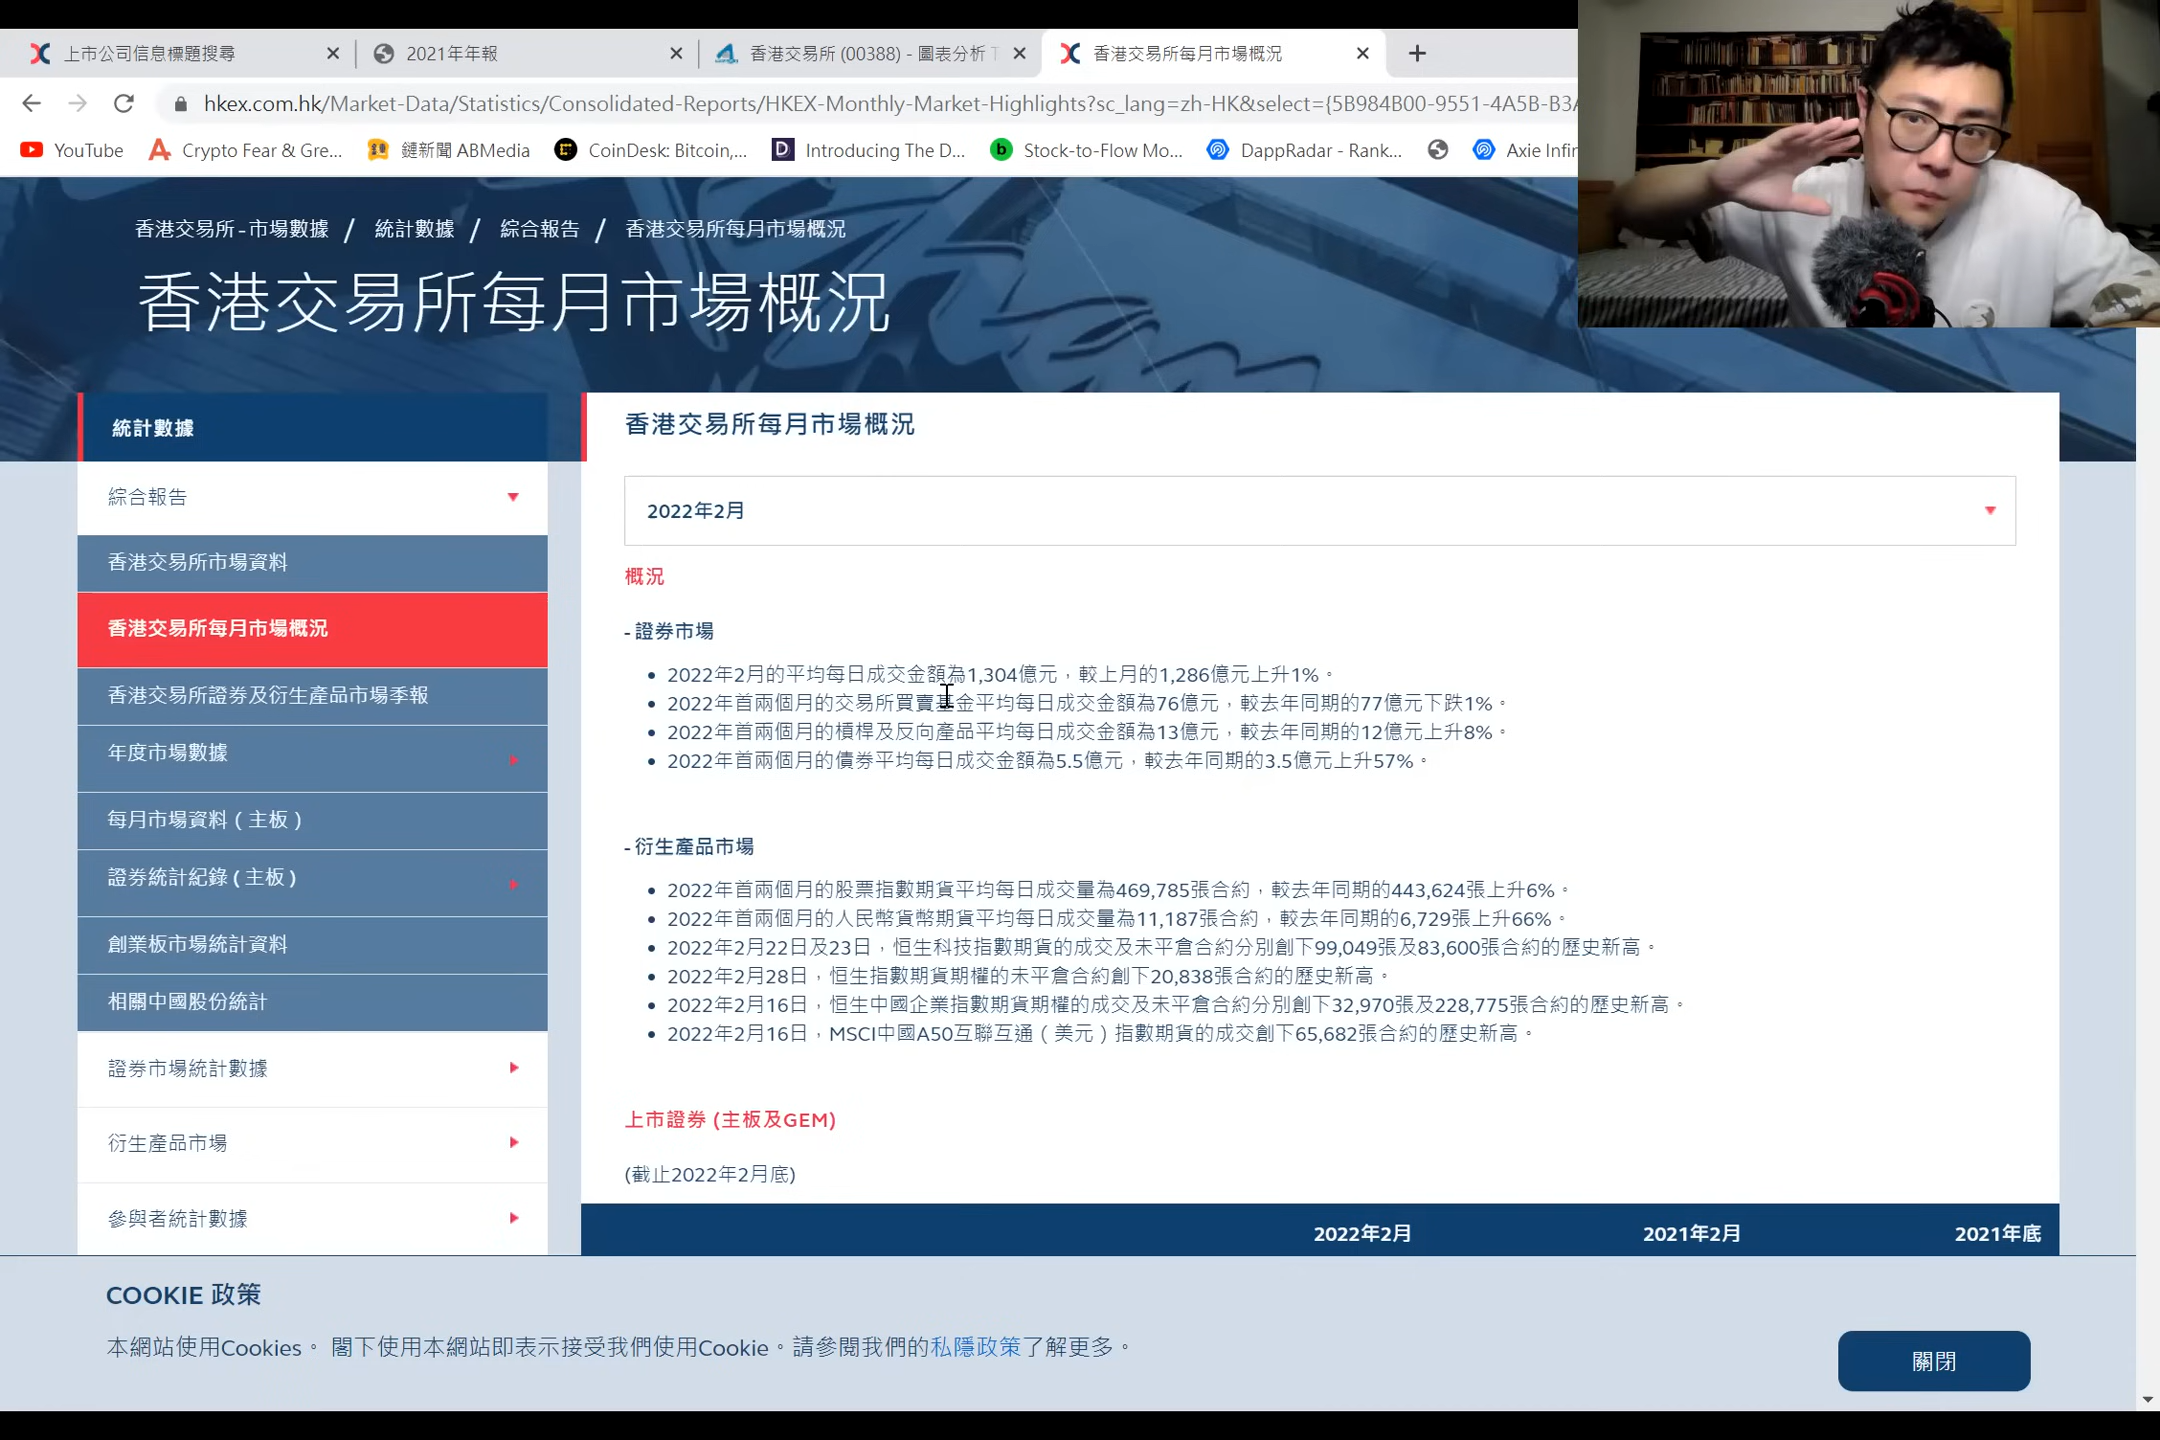 上市公司信息標題搜尋
2021年年報
香港交易所 (00388) - 圖表分析
香港交易所每月市場概況
hkex.com.hk/Market-Data/Statistics/Consolidated-Reports/HKEX-Monthly-Market-Highlights?sc_lang=zh-HK&select={5B984B00-9551-4A5B-B3
YouTube
Crypto Fear & Gre...
鏈新聞 ABMedia
CoinDesk: Bitcoin,...
Introducing The D...
Stock-to-Flow Mo...
DappRadar - Rank...
Axie Infin
香港交易所-市場數據 / 統計數據 / 綜合報告 / 香港交易所每月市場概況
香港交易所每月市場概況
統計數據
綜合報告
香港交易所市場資料
香港交易所每月市場概況
香港交易所證券及衍生產品市場季報
年度市場數據
每月市場資料 ( 主板 )
證券統計紀錄 ( 主板 )
創業板市場統計資料
相關中國股份統計
證券市場統計數據
衍生產品市場
參與者統計數據
香港交易所每月市場概況
2022年2月
概況
- 證券市場
• 2022年2月的平均每日成交金額為1,304億元，較上月的1,286億元上升1%。
• 2022年首兩個月的交易所買賣基金平均每日成交金額為76億元，較去年同期的77億元下跌1%。
• 2022年首兩個月的槓桿及反向產品平均每日成交金額為13億元，較去年同期的12億元上升8%。
• 2022年首兩個月的債券平均每日成交金額為5.5億元，較去年同期的3.5億元上升57%。
- 衍生產品市場
• 2022年首兩個月的股票指數期貨平均每日成交量為469,785張合約，較去年同期的443,624張上升6%。
• 2022年首兩個月的人民幣貨幣期貨平均每日成交量為11,187張合約，較去年同期的6,729張上升66%。
• 2022年2月22日及23日，恒生科技指數期貨的成交及未平倉合約分別創下99,049張及83,600張合約的歷史新高。
• 2022年2月28日，恒生指數期貨期權的未平倉合約創下20,838張合約的歷史新高。
• 2022年2月16日，恒生中國企業指數期貨期權的成交及未平倉合約分別創下32,970張及228,775張合約的歷史新高。
• 2022年2月16日，MSCI中國A50互聯互通（美元）指數期貨的成交創下65,682張合約的歷史新高。
上市證券 (主板及GEM)
(截止2022年2月底)
2022年2月
2021年2月
2021年底
COOKIE 政策
本網站使用Cookies。 閣下使用本網站即表示接受我們使用Cookie。請參閱我們的私隱政策了解更多。
關閉